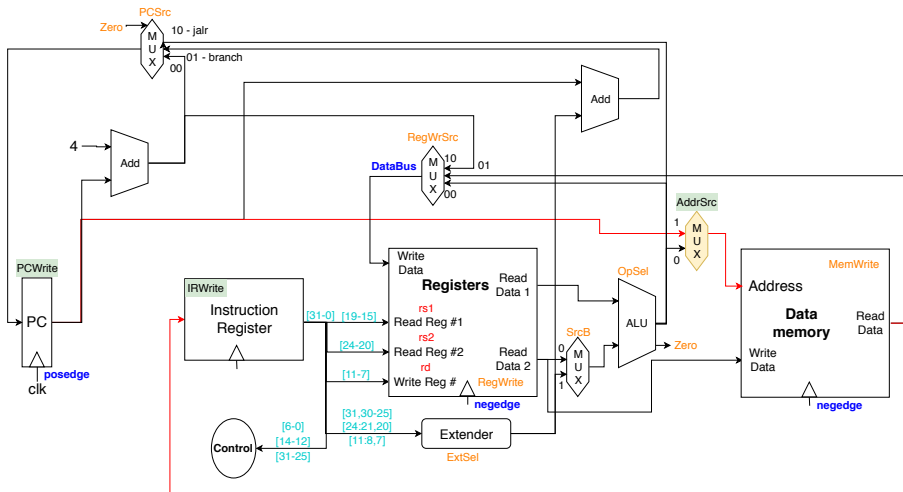 PCSrc
Zero
M
U
X
10 - jalr
01 - branch
00
4
Add
Add
RegWrSrc
DataBus
M
U
X
10
01
00
AddrSrc
1
M
U
X
0
PCWrite
PC
posedge
clk
IRWrite
Instruction
Register
[31-0]
[19-15]
[24-20]
[11-7]
Write
Data
Registers
rs1
Read Reg #1
rs2
Read Reg #2
rd
Write Reg #
RegWrite
Read
Data 1
Read
Data 2
negedge
SrcB
0
M
U
X
1
OpSel
ALU
Zero
MemWrite
Address
Data
memory
Read
Data
Write
Data
negedge
[6-0]
[14-12]
[31-25]
Control
[31,30-25]
[24:21,20]
[11:8,7]
Extender
ExtSel